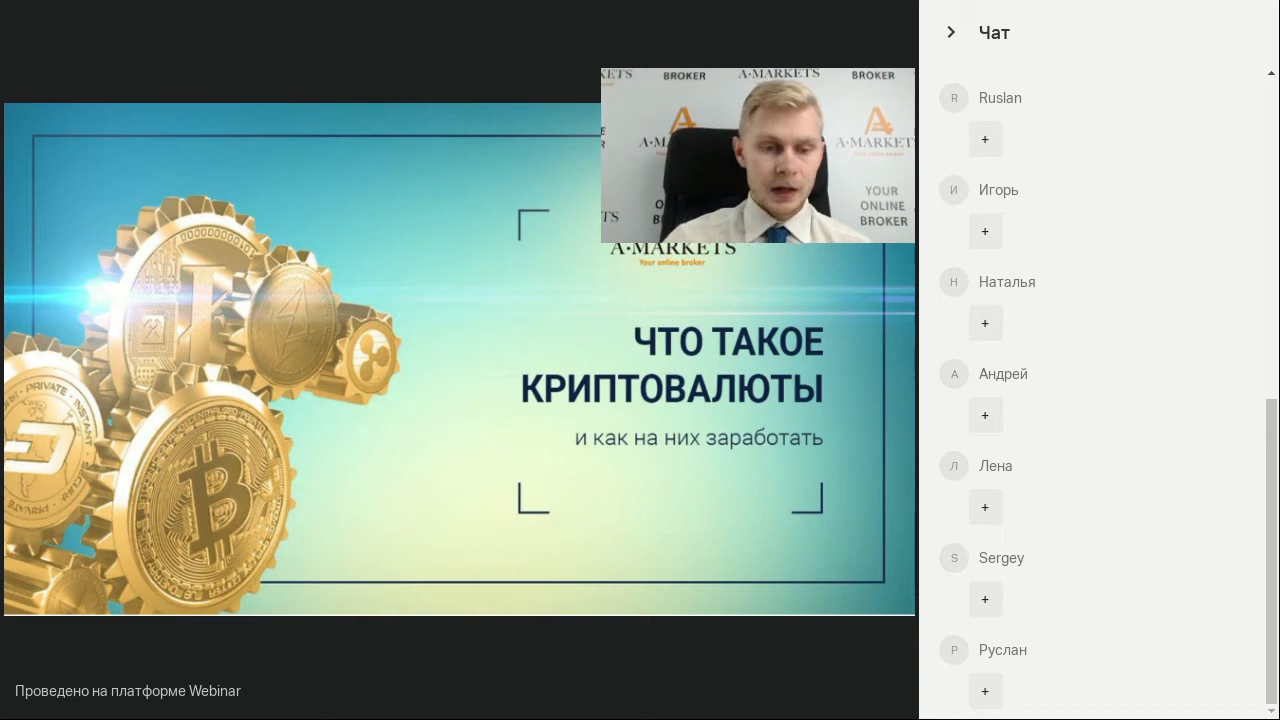 Чат
R Ruslan
+
И Игорь
+
Н Наталья
+
А Андрей
+
Л Лена
+
S Sergey
+
Р Руслан
+
BROKER
A·MARKETS
BROKER
A·MARKETS
YOUR
ONLINE
BROKER
A·MARKETS
Your online broker
ЧТО ТАКОЕ
КРИПТОВАЛЮТЫ
и как на них заработать
Проведено на платформе Webinar